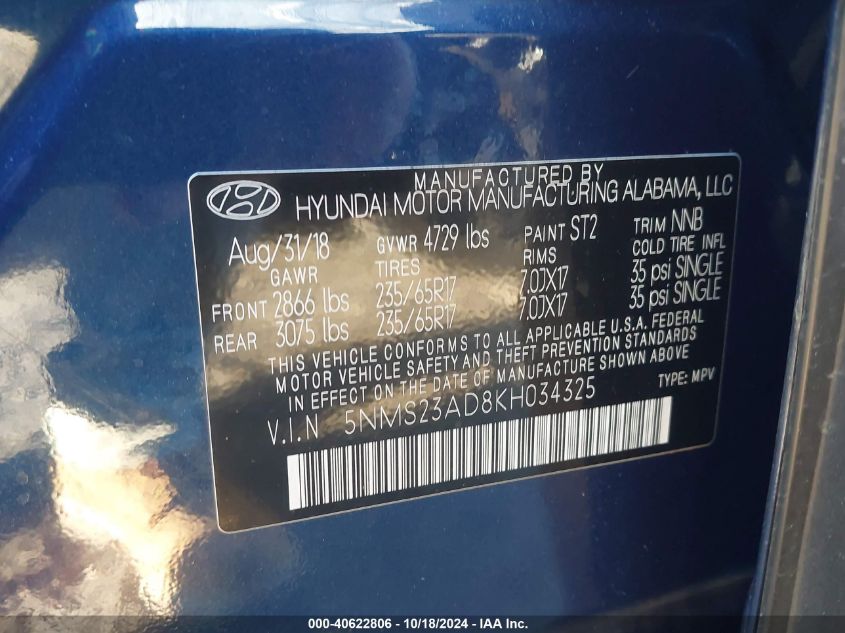 MANUFACTURED BY
HYUNDAI MOTOR MANUFACTURING ALABAMA, LLC
Aug/31/18 GVWR 4729 lbs PAINT ST2 TRIM NNB
GAWR TIRES RIMS COLD TIRE INFL
FRONT 2866 lbs 235/65R17 7.0JX17 35 psi SINGLE
REAR 3075 lbs 235/65R17 7.0JX17 35 psi SINGLE
THIS VEHICLE CONFORMS TO ALL APPLICABLE U.S.A. FEDERAL
MOTOR VEHICLE SAFETY AND THEFT PREVENTION STANDARDS
IN EFFECT ON THE DATE OF MANUFACTURE SHOWN ABOVE
V.I.N 5NMS23AD8KH034325 TYPE: MPV
000-40622806 - 10/18/2024 - IAA Inc.